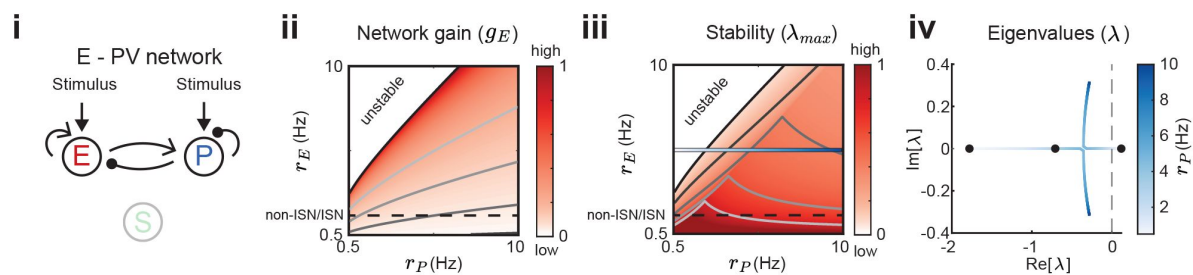 i
E - PV network
Stimulus Stimulus
E P
S
ii
Network gain (g_E)
high
1
0
low
10
r_E (Hz)
unstable
non-ISN/ISN
0.5
0.5 10
r_P (Hz)
iii
Stability (λ_max)
high
1
0
low
10
r_E (Hz)
unstable
non-ISN/ISN
0.5
0.5 10
r_P (Hz)
iv
Eigenvalues (λ)
0.4
0.2
0
-0.2
-0.4
Im[λ]
-2 -1 0
Re[λ]
10
8
6
4
2
r_P (Hz)